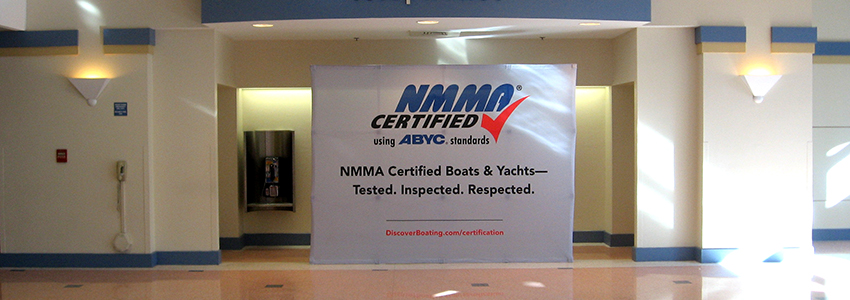 NMMA®
CERTIFIED
using ABYC® standards
NMMA Certified Boats & Yachts—
Tested. Inspected. Respected.
DiscoverBoating.com/certification